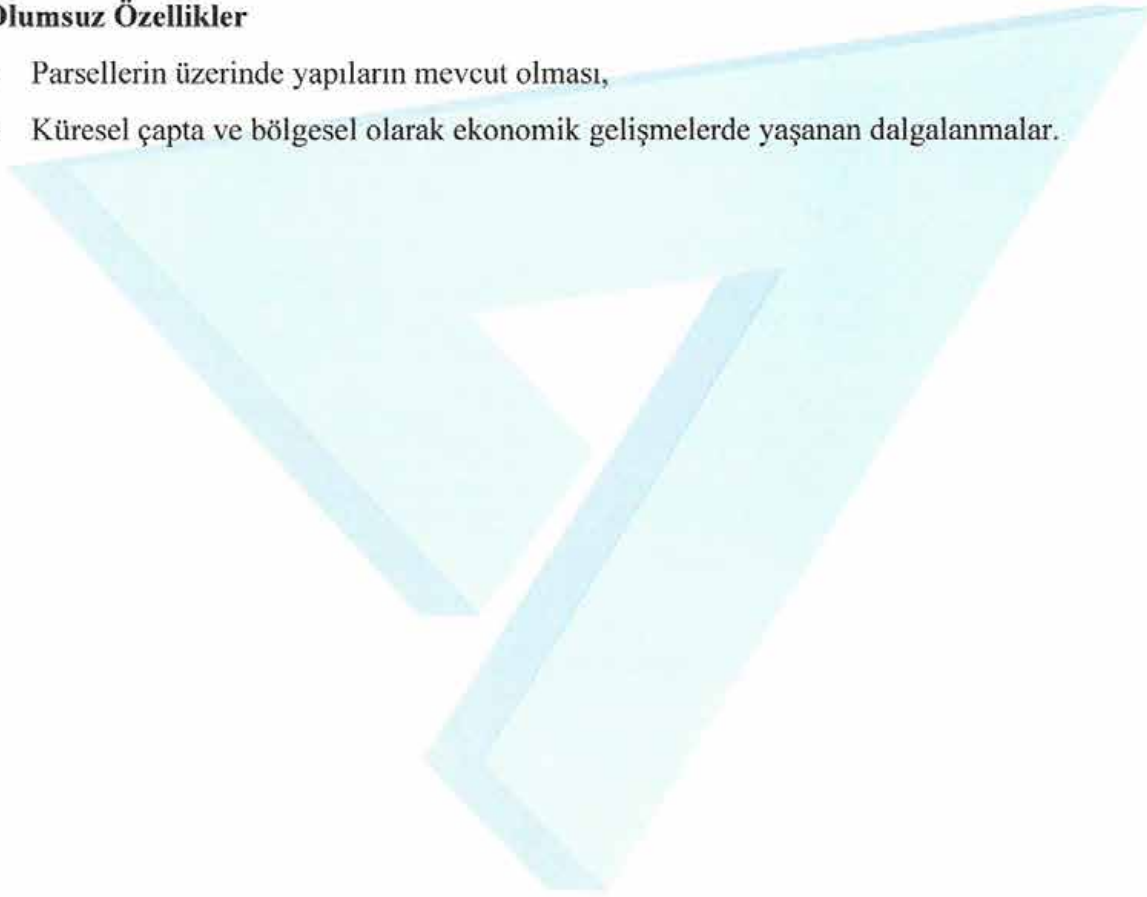 Olumsuz Özellikler
Parsellerin üzerinde yapıların mevcut olması,
Küresel çapta ve bölgesel olarak ekonomik gelişmelerde yaşanan dalgalanmalar.